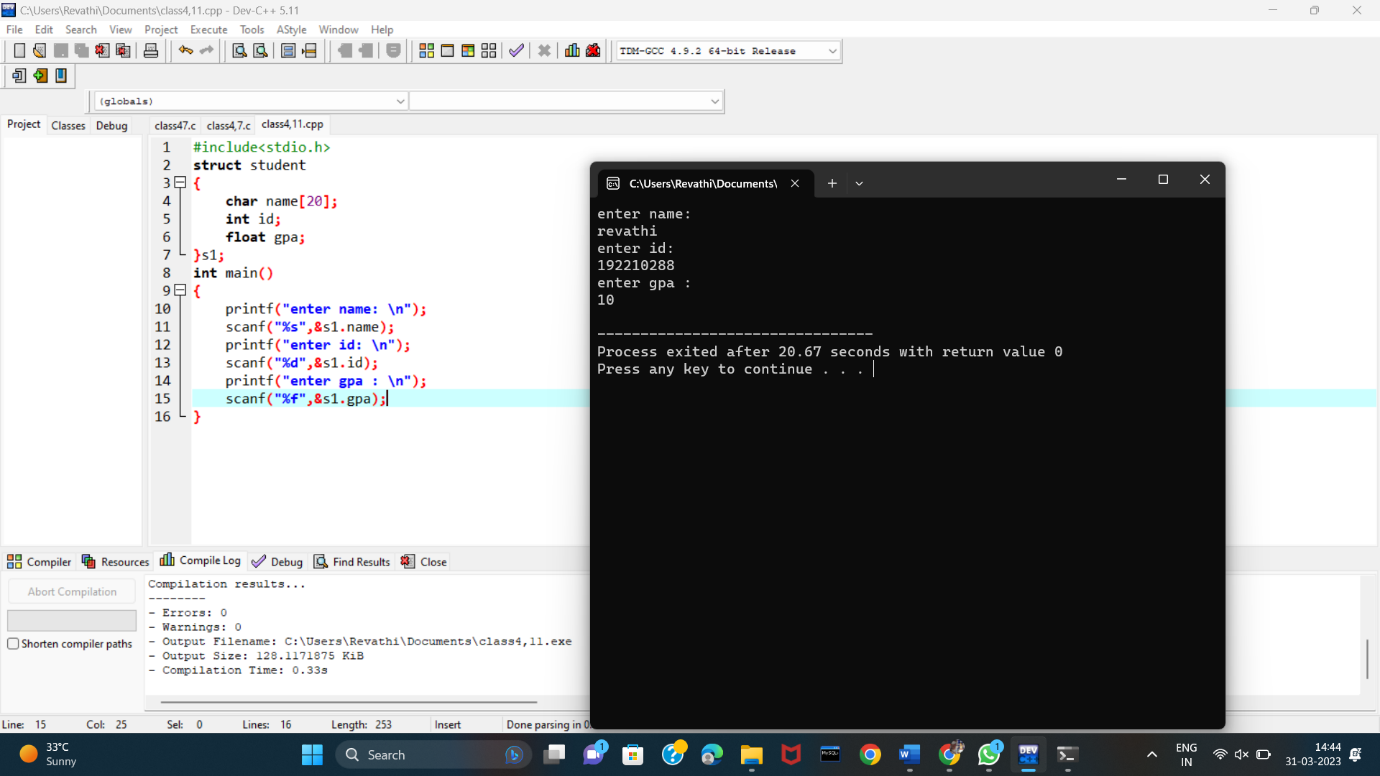 C:\Users\Revathi\Documents\class4,11.cpp - Dev-C++ 5.11
File Edit Search View Project Execute Tools AStyle Window Help
TDM-GCC 4.9.2 64-bit Release
(globals)
Project Classes Debug
class47.c class4,7.c class4,11.cpp
1 #include<stdio.h>
2 struct student
3 {
4 char name[20];
5 int id;
6 float gpa;
7 }s1;
8 int main()
9 {
10 printf("enter name: \n");
11 scanf("%s",&s1.name);
12 printf("enter id: \n");
13 scanf("%d",&s1.id);
14 printf("enter gpa : \n");
15 scanf("%f",&s1.gpa);
16 }
C:\Users\Revathi\Documents\
enter name:
revathi
enter id:
192210288
enter gpa :
10
--------------------------------
Process exited after 20.67 seconds with return value 0
Press any key to continue . . .
Compiler Resources Compile Log Debug Find Results Close
Abort Compilation
Shorten compiler paths
Compilation results...
--------
- Errors: 0
- Warnings: 0
- Output Filename: C:\Users\Revathi\Documents\class4,11.exe
- Output Size: 128.1171875 KiB
- Compilation Time: 0.33s
Line: 15 Col: 25 Sel: 0 Lines: 16 Length: 253 Insert Done parsing in
33°C
Sunny
Search
1
W
1
DEV
C++
ENG
IN
14:44
31-03-2023